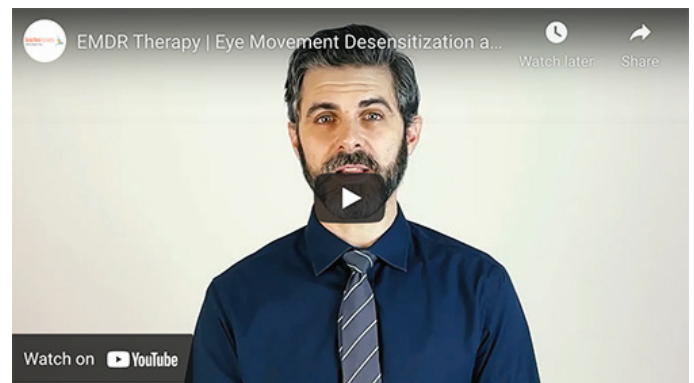 EMDR Therapy | Eye Movement Desensitization a...
Watch later
Share
Watch on YouTube